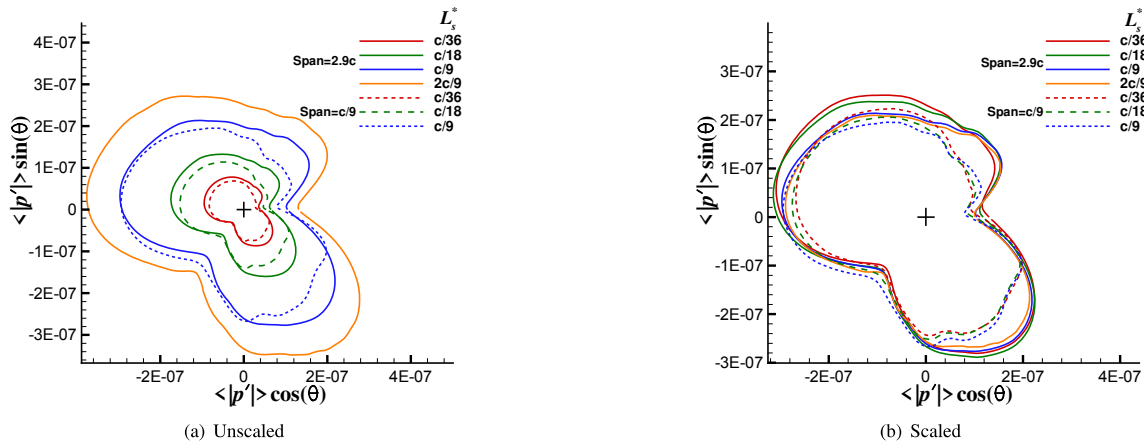 L*s
4E-07
3E-07
2E-07
1E-07
0
-1E-07
-2E-07
-3E-07
<|p′|> sin(θ)
Span=2.9c
c/36
c/18
c/9
2c/9
Span=c/9
c/36
c/18
c/9
-2E-07
0
2E-07
4E-07
<|p′|> cos(θ)
(a) Unscaled
L*s
3E-07
2E-07
1E-07
0
-1E-07
-2E-07
-3E-07
<|p′|> sin(θ)
Span=2.9c
c/36
c/18
c/9
2c/9
Span=c/9
c/36
c/18
c/9
-2E-07
0
2E-07
4E-07
<|p′|> cos(θ)
(b) Scaled